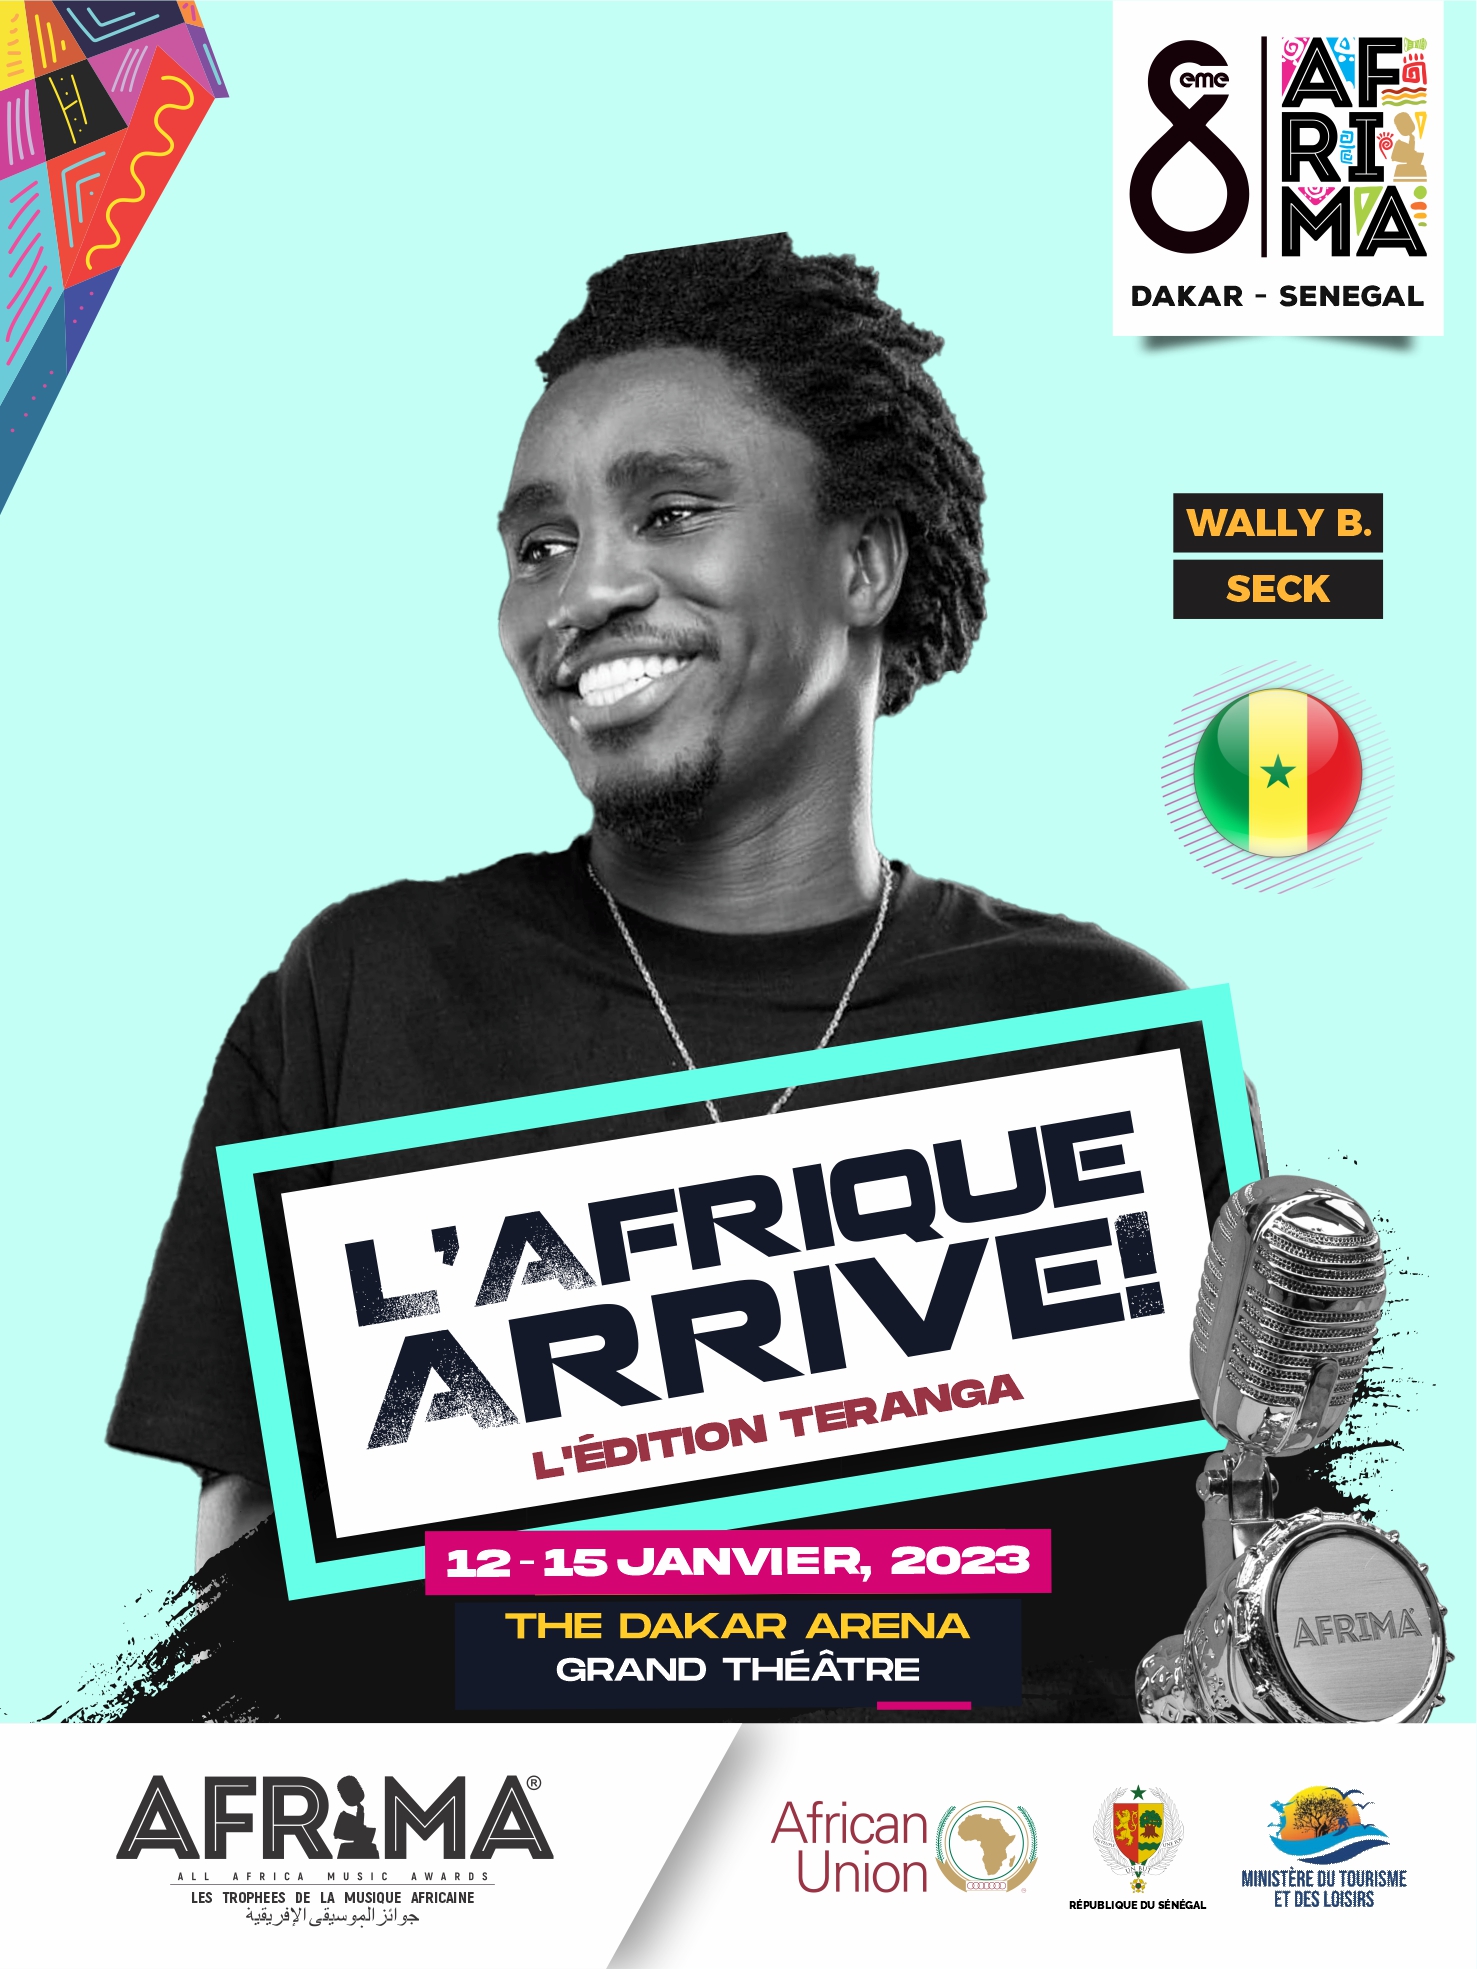 8eme
AFRIMA
DAKAR - SENEGAL
WALLY B.
SECK
L'AFRIQUE
ARRIVE!
L'ÉDITION TERANGA
12 - 15 JANVIER, 2023
THE DAKAR ARENA
GRAND THÉÂTRE
AFRIMA
AFRIMA®
ALL AFRICA MUSIC AWARDS
LES TROPHEES DE LA MUSIQUE AFRICAINE
جوائز الموسيقى الإفريقية
African
Union
RÉPUBLIQUE DU SÉNÉGAL
MINISTÈRE DU TOURISME
ET DES LOISIRS